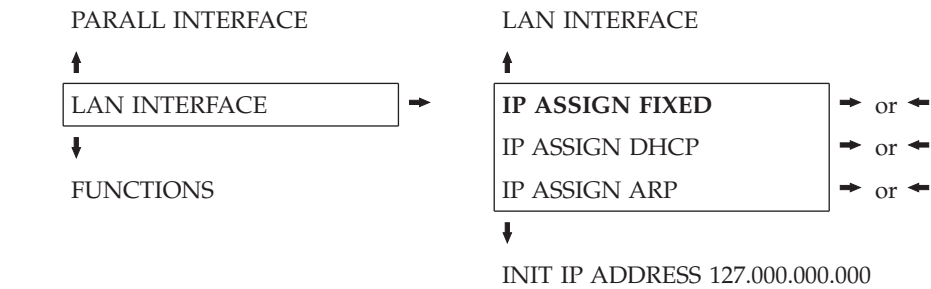 PARALL INTERFACE
LAN INTERFACE
FUNCTIONS
LAN INTERFACE
IP ASSIGN FIXED or
IP ASSIGN DHCP or
IP ASSIGN ARP or
INIT IP ADDRESS 127.000.000.000